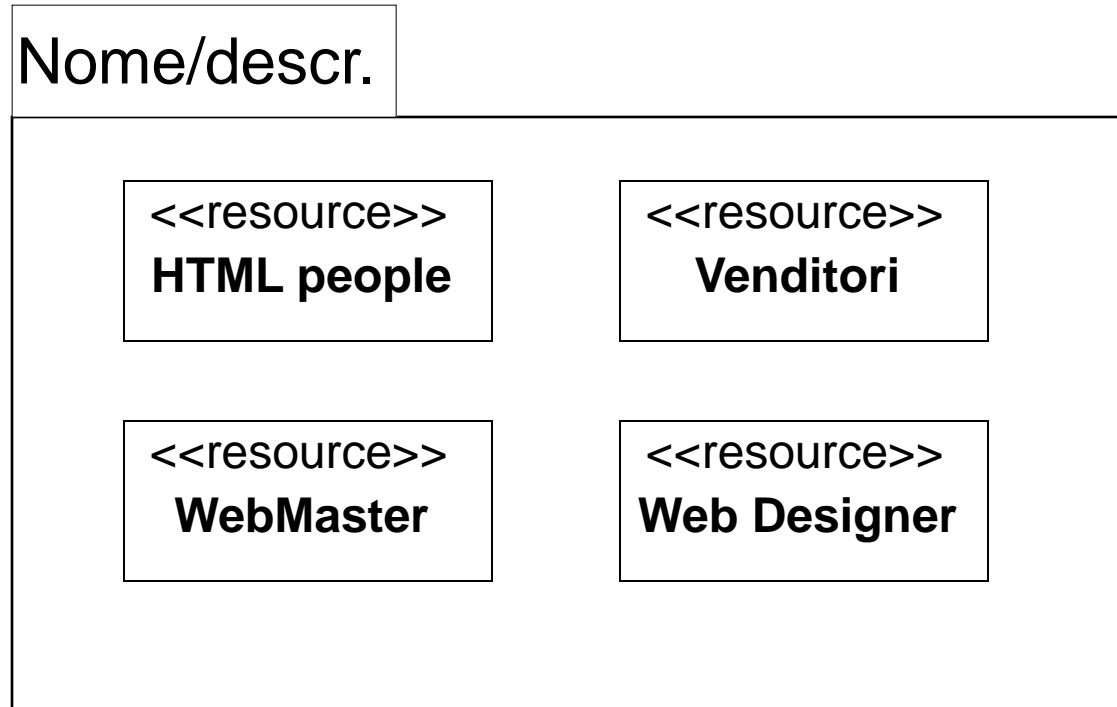 Nome/descr.
<<resource>>
HTML people
<<resource>>
Venditori
<<resource>>
WebMaster
<<resource>>
Web Designer